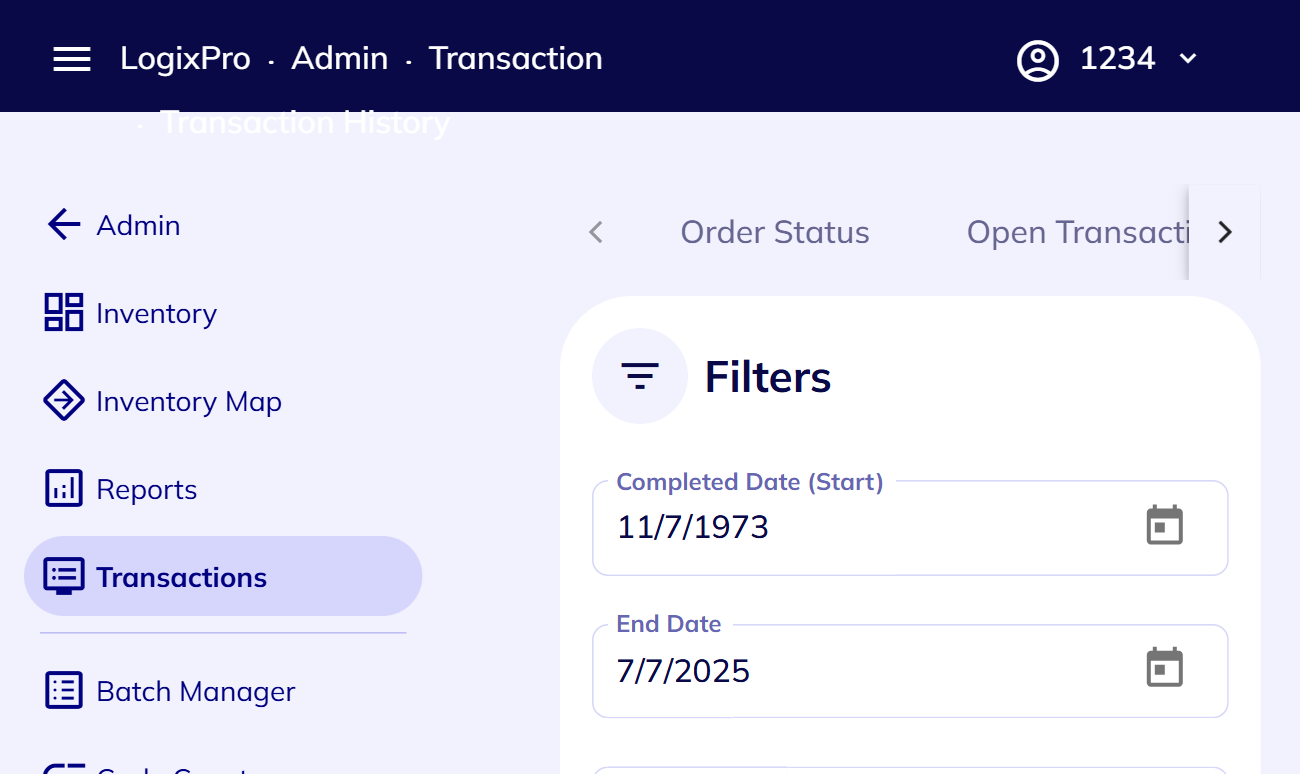 LogixPro · Admin · Transaction
· Transaction History
1234
Admin
Inventory
Inventory Map
Reports
Transactions
Batch Manager
Order Status
Open Transacti
Filters
Completed Date (Start)
11/7/1973
End Date
7/7/2025